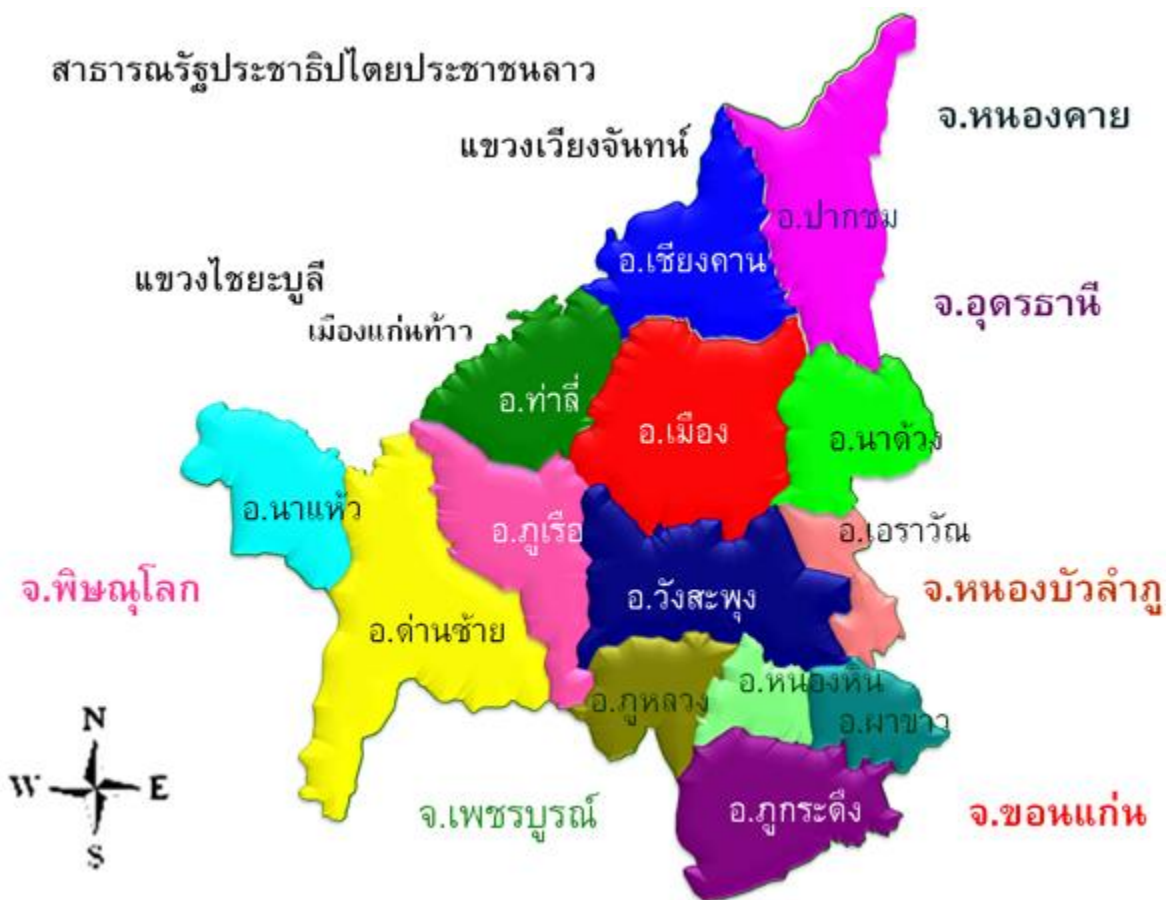 สาธารณรัฐประชาธิปไตยประชาชนลาว
จ.หนองคาย
แขวงเวียงจันทน์
อ.ปากชม
อ.เชียงคาน
แขวงไชยะบูลี
จ.อุดรธานี
เมืองแก่นท้าว
อ.ท่าลี่
อ.เมือง
อ.นาด้วง
อ.นาแห้ว
อ.ภูเรือ
อ.เอราวัณ
จ.พิษณุโลก
อ.วังสะพุง
จ.หนองบัวลำภู
อ.ด่านซ้าย
อ.ภูหลวง
อ.หนองหิน
อ.ผาขาว
N
W
E
S
จ.เพชรบูรณ์
อ.ภูกระดึง
จ.ขอนแก่น